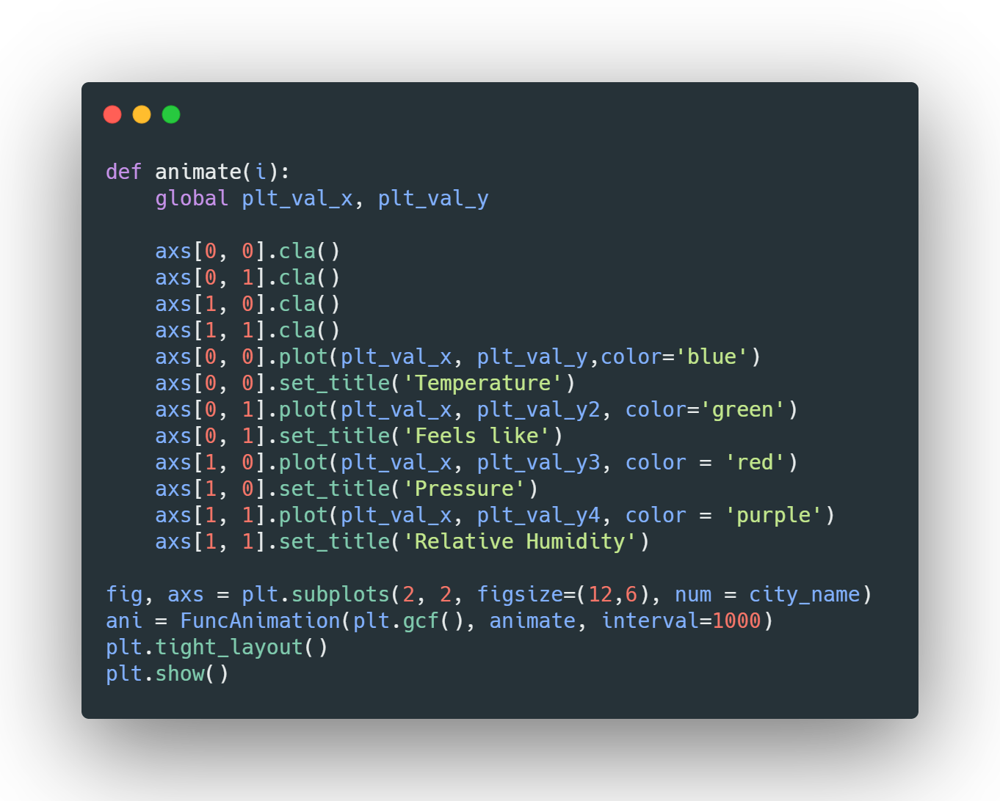 def animate(i):
    global plt_val_x, plt_val_y

    axs[0, 0].cla()
    axs[0, 1].cla()
    axs[1, 0].cla()
    axs[1, 1].cla()
    axs[0, 0].plot(plt_val_x, plt_val_y,color='blue')
    axs[0, 0].set_title('Temperature')
    axs[0, 1].plot(plt_val_x, plt_val_y2, color='green')
    axs[0, 1].set_title('Feels like')
    axs[1, 0].plot(plt_val_x, plt_val_y3, color = 'red')
    axs[1, 0].set_title('Pressure')
    axs[1, 1].plot(plt_val_x, plt_val_y4, color = 'purple')
    axs[1, 1].set_title('Relative Humidity')

fig, axs = plt.subplots(2, 2, figsize=(12,6), num = city_name)
ani = FuncAnimation(plt.gcf(), animate, interval=1000)
plt.tight_layout()
plt.show()